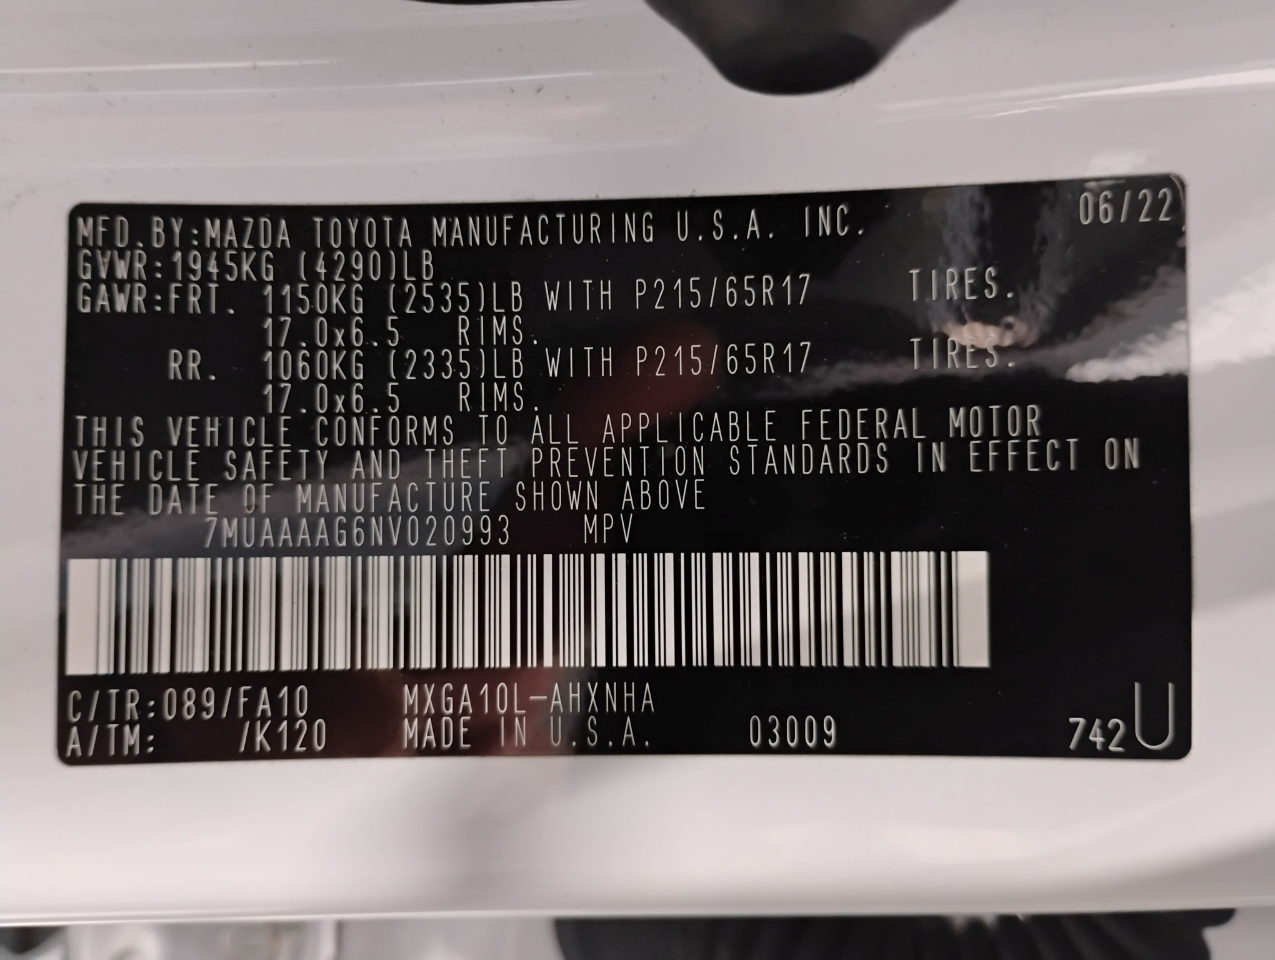 06/22
MFD.BY:MAZDA TOYOTA MANUFACTURING U.S.A. INC.
GVWR:1945KG (4290)LB
GAWR:FRT. 1150KG (2535)LB WITH P215/65R17 TIRES.
17.0x6.5 RIMS.
RR. 1060KG (2335)LB WITH P215/65R17 TIRES.
17.0x6.5 RIMS.
THIS VEHICLE CONFORMS TO ALL APPLICABLE FEDERAL MOTOR
VEHICLE SAFETY AND THEFT PREVENTION STANDARDS IN EFFECT ON
THE DATE OF MANUFACTURE SHOWN ABOVE
7MUAAAAG6NV020993 MPV
C/TR:089/FA10 MXGA10L-AHXNHA
A/TM: /K120 MADE IN U.S.A. 03009 742U